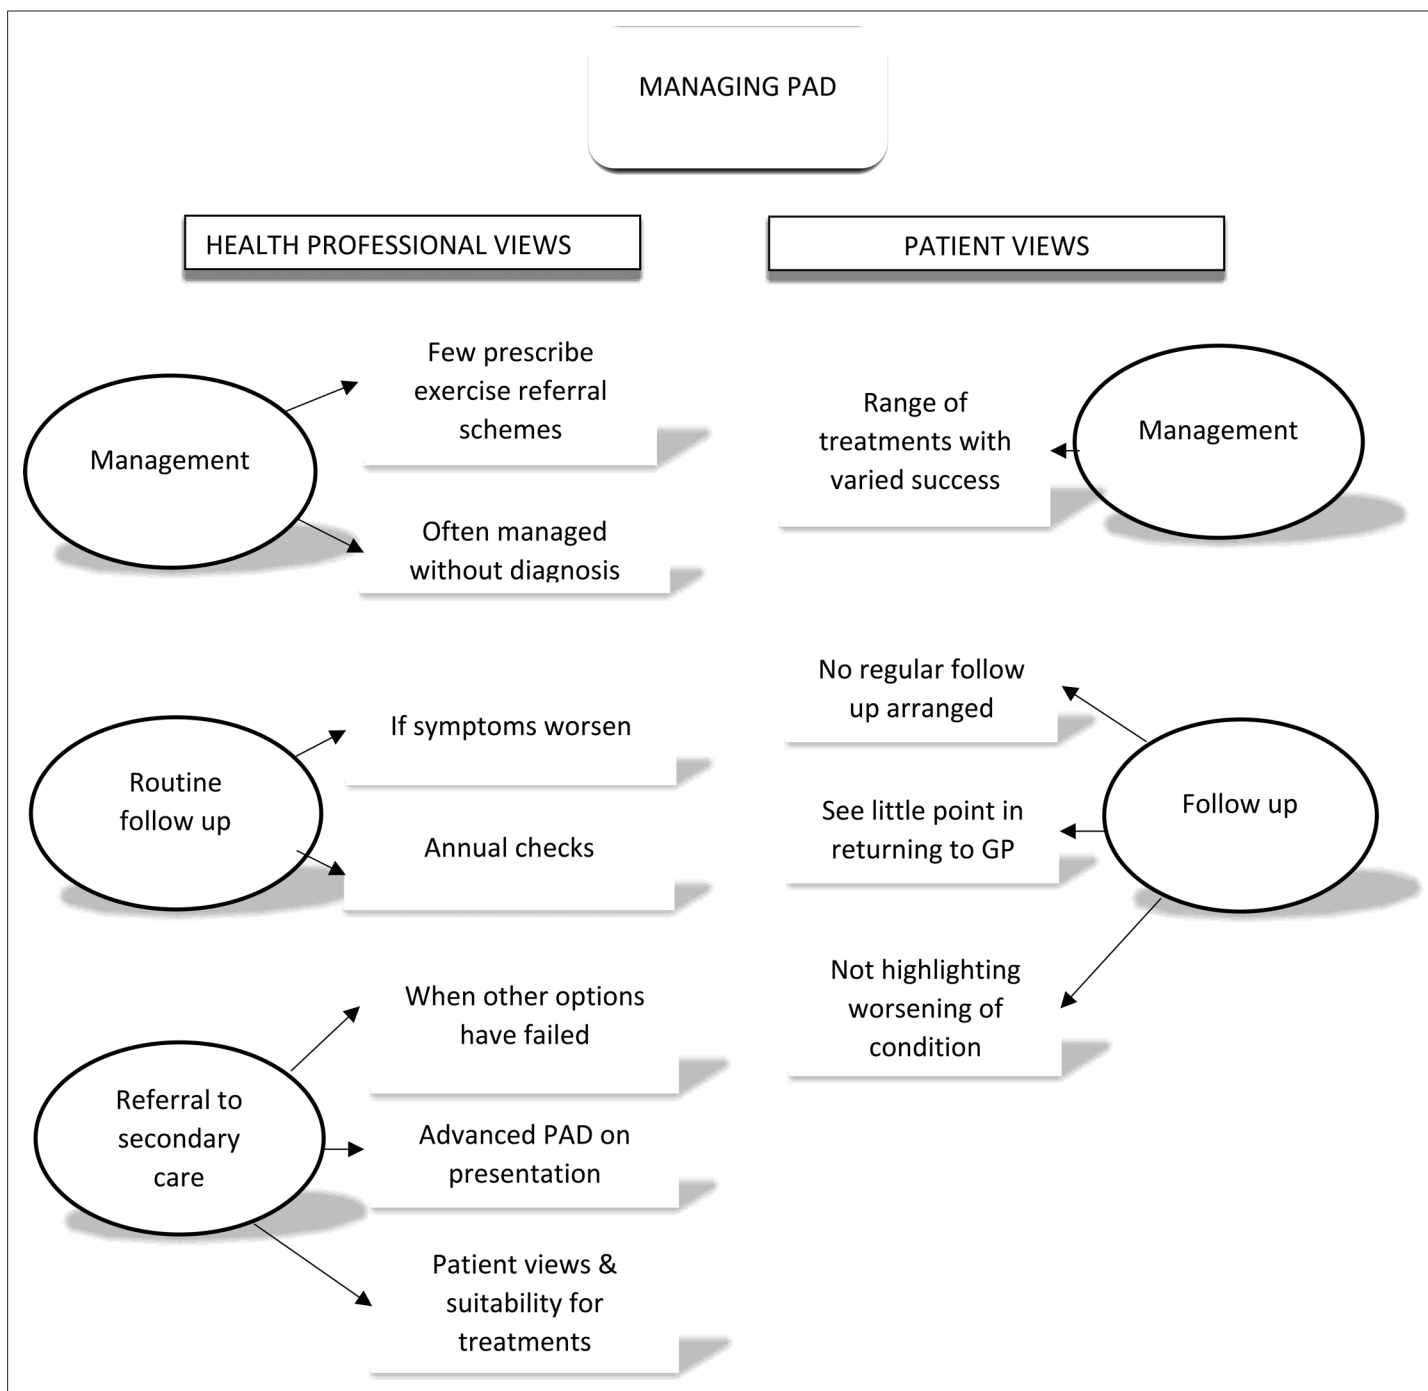 MANAGING PAD
HEALTH PROFESSIONAL VIEWS
Management
Few prescribe
exercise referral
schemes
Often managed
without diagnosis
Routine
follow up
If symptoms worsen
Annual checks
Referral to
secondary
care
When other options
have failed
Advanced PAD on
presentation
Patient views &
suitability for
treatments
PATIENT VIEWS
Management
Range of
treatments with
varied success
Follow up
No regular follow
up arranged
See little point in
returning to GP
Not highlighting
worsening of
condition